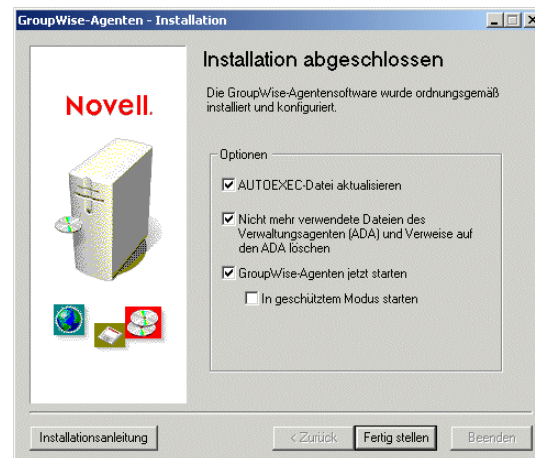 GroupWise-Agenten - Installation
Installation abgeschlossen
Die GroupWise-Agentensoftware wurde ordnungsgemäß
installiert und konfiguriert.
Novell.
Optionen
AUTOEXEC-Datei aktualisieren
Nicht mehr verwendete Dateien des
Verwaltungsagenten (ADA) und Verweise auf
den ADA löschen
GroupWise-Agenten jetzt starten
In geschütztem Modus starten
Installationsanleitung
< Zurück
Fertig stellen
Beenden